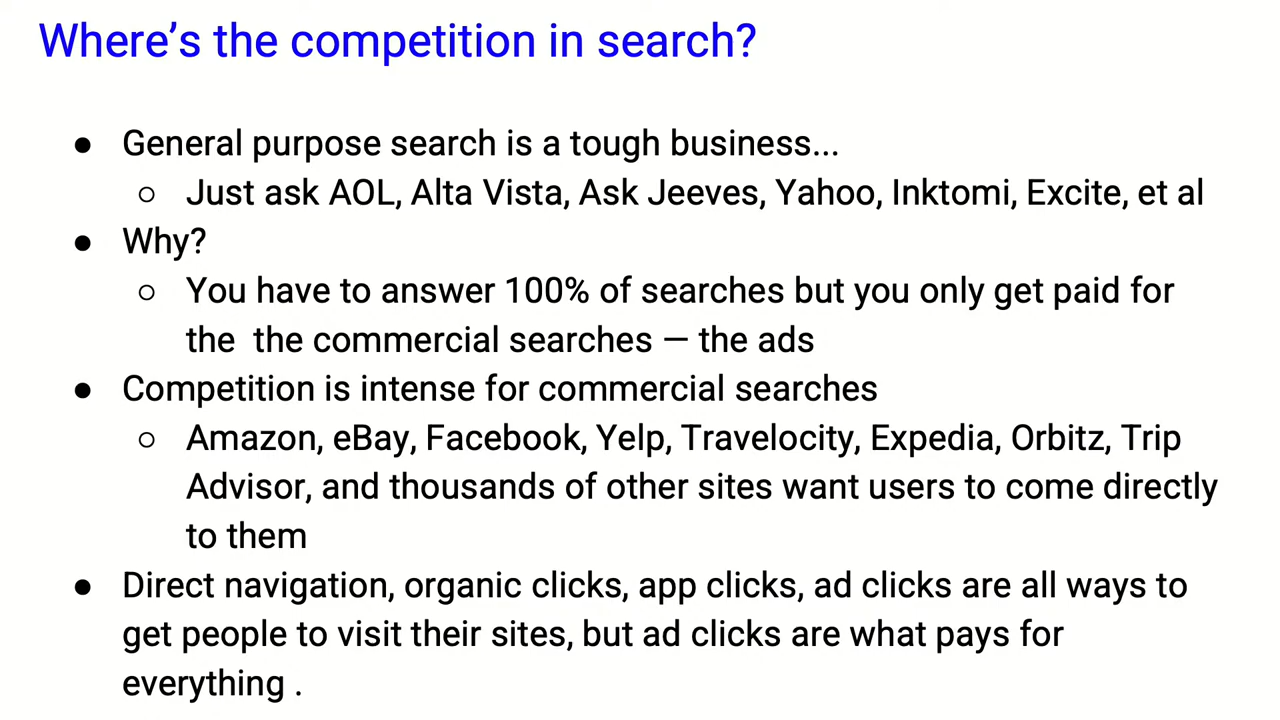 Where's the competition in search?
● General purpose search is a tough business...
○ Just ask AOL, Alta Vista, Ask Jeeves, Yahoo, Inktomi, Excite, et al
● Why?
○ You have to answer 100% of searches but you only get paid for
the  the commercial searches — the ads
● Competition is intense for commercial searches
○ Amazon, eBay, Facebook, Yelp, Travelocity, Expedia, Orbitz, Trip
Advisor, and thousands of other sites want users to come directly
to them
● Direct navigation, organic clicks, app clicks, ad clicks are all ways to
get people to visit their sites, but ad clicks are what pays for
everything .